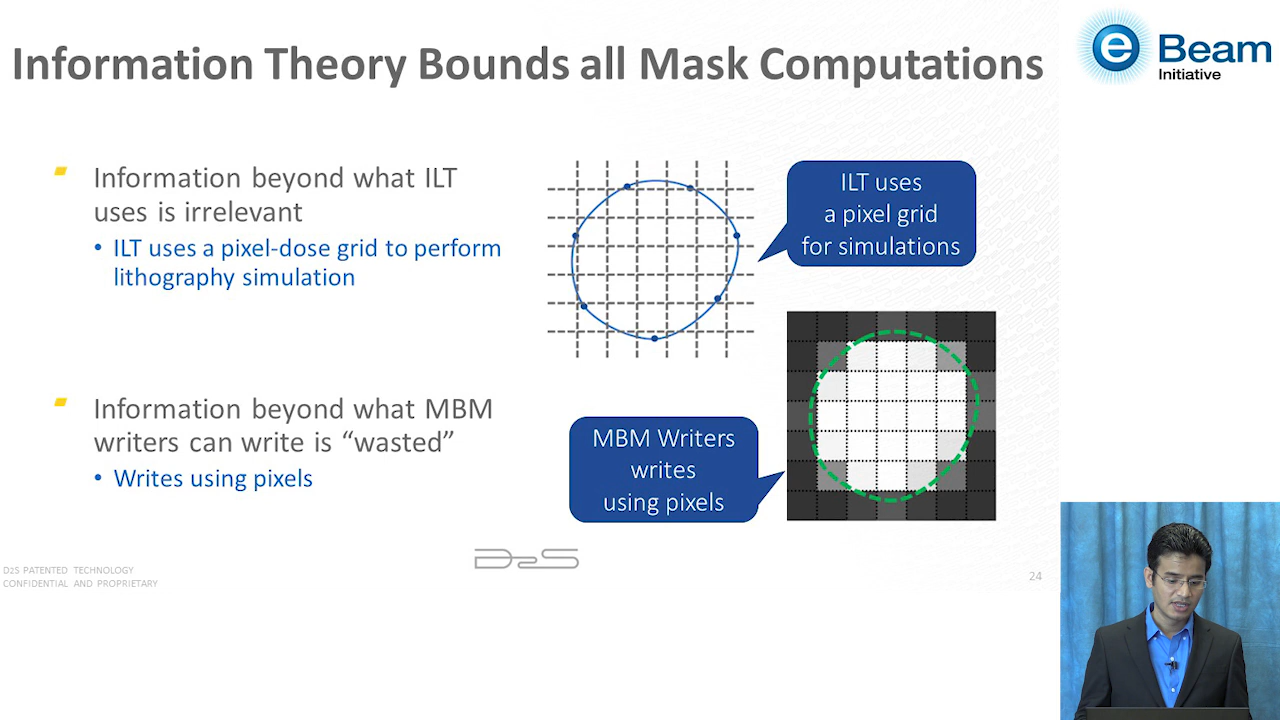 Information Theory Bounds all Mask Computations
e Beam
Initiative
Information beyond what ILT
uses is irrelevant
• ILT uses a pixel-dose grid to perform
lithography simulation
ILT uses
a pixel grid
for simulations
Information beyond what MBM
writers can write is “wasted”
• Writes using pixels
MBM Writers
writes
using pixels
D2S PATENTED TECHNOLOGY
CONFIDENTIAL AND PROPRIETARY
D2S
24